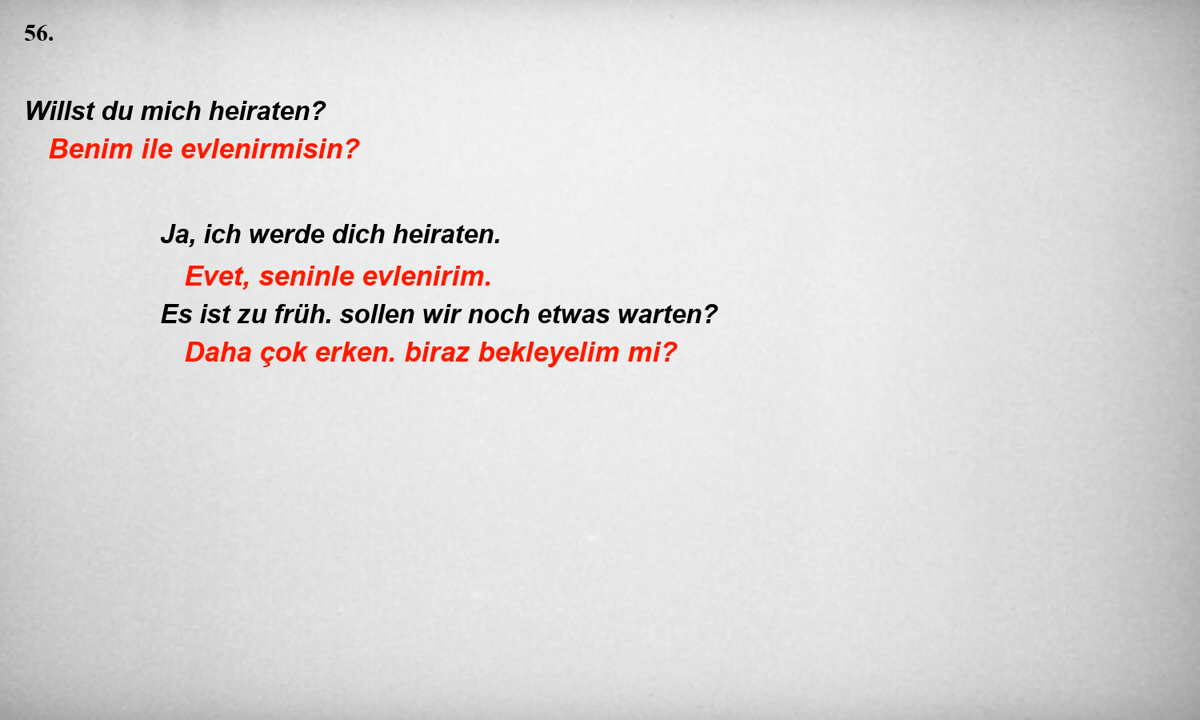 56.
Willst du mich heiraten?
Benim ile evlenirmisin?
Ja, ich werde dich heiraten.
Evet, seninle evlenirim.
Es ist zu früh. sollen wir noch etwas warten?
Daha çok erken. biraz bekleyelim mi?